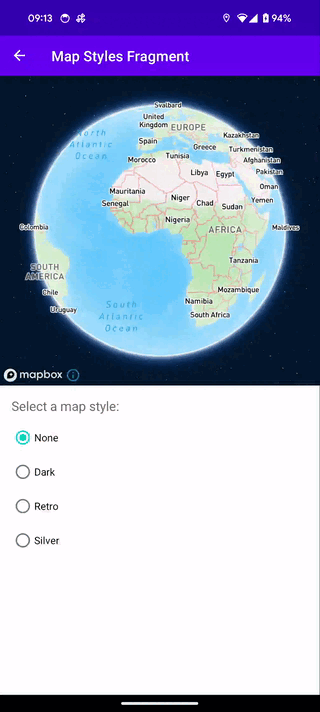 09:13 94%
Map Styles Fragment
Svalbard
United
Kingdom
EUROPE
Kazakhstan
North
Atlantic
Ocean
Spain
Greece
Turkmenistan
Morocco
Tunisia
Afghanistan
Libya
Egypt
Pakistan
Oman
Mauritania
Niger
Chad
Sudan
Yemen
Senegal
Nigeria
AFRICA
Colombia
Maldives
Tanzania
SOUTH
AMERICA
Chile
Mozambique
Namibia
Uruguay
South
Atlantic
Ocean
South Africa
mapbox
Select a map style:
None
Dark
Retro
Silver